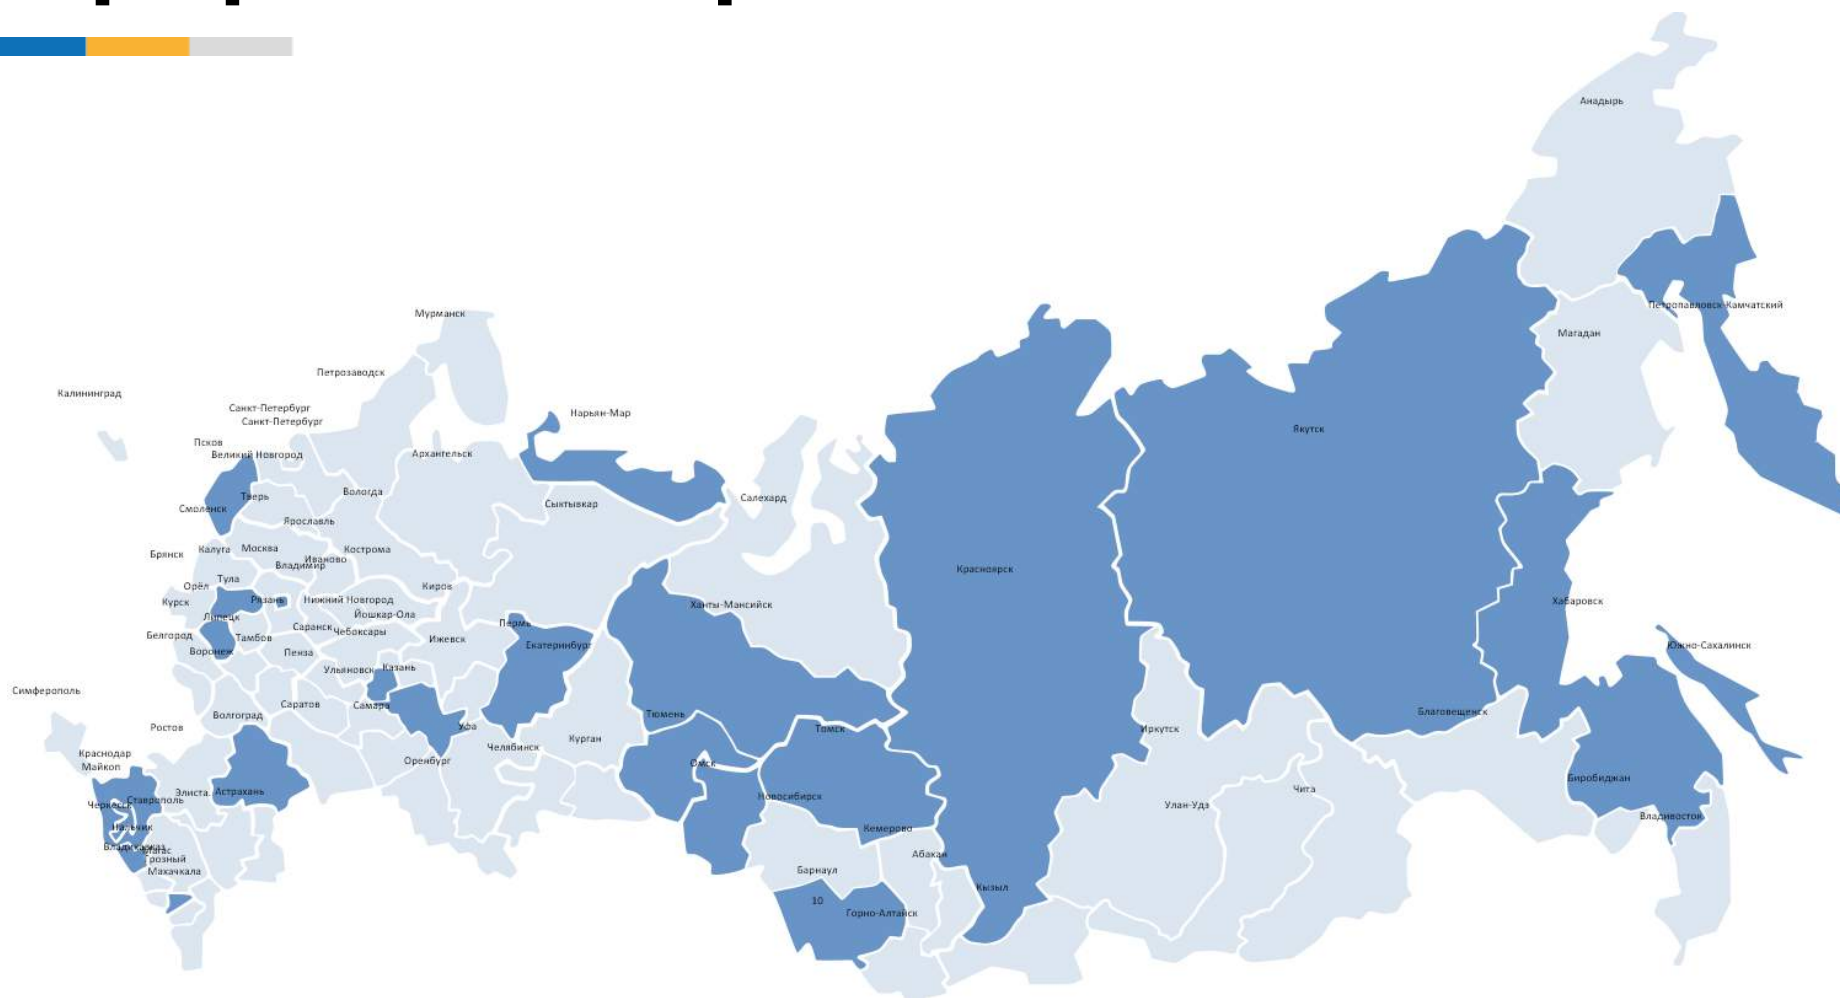 Анадырь
Петропавловск-Камчатский
Мурманск
Магадан
Петрозаводск
Калининград
Санкт-Петербург
Нарьян-Мар
Санкт-Петербург
Якутск
Псков
Великий Новгород
Архангельск
Вологда
Тверь
Салехард
Сыктывкар
Смоленск
Ярославль
Брянск
Калуга
Москва
Кострома
Иваново
Владимир
Красноярск
Тула
Орёл
Киров
Курск
Рязань
Нижний Новгород
Ханты-Мансийск
Хабаровск
Йошкар-Ола
Липецк
Саранск
Чебоксары
Пермь
Белгород
Тамбов
Ижевск
Екатеринбург
Южно-Сахалинск
Воронеж
Пенза
Ульяновск
Казань
Симферополь
Саратов
Самара
Волгоград
Тюмень
Благовещенск
Ростов
Уфа
Томск
Иркутск
Курган
Челябинск
Краснодар
Оренбург
Омск
Майкоп
Биробиджан
Элиста
Астрахань
Чита
Новосибирск
Ставрополь
Черкесск
Улан-Удэ
Владивосток
Нальчик
Кемерово
Владикавказ
Магас
Абакан
Грозный
Махачкала
Барнаул
Кызыл
10
Горно-Алтайск